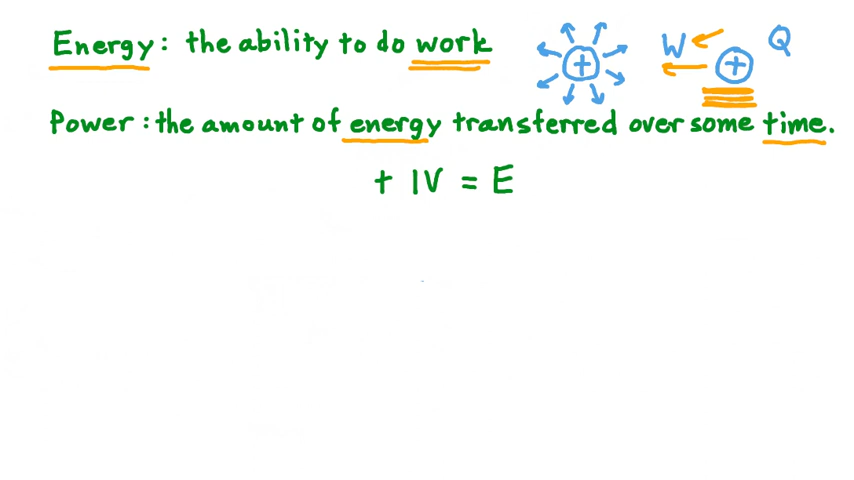 Energy: the ability to do work + W + Q
Power: the amount of energy transferred over some time.
+ IV = E